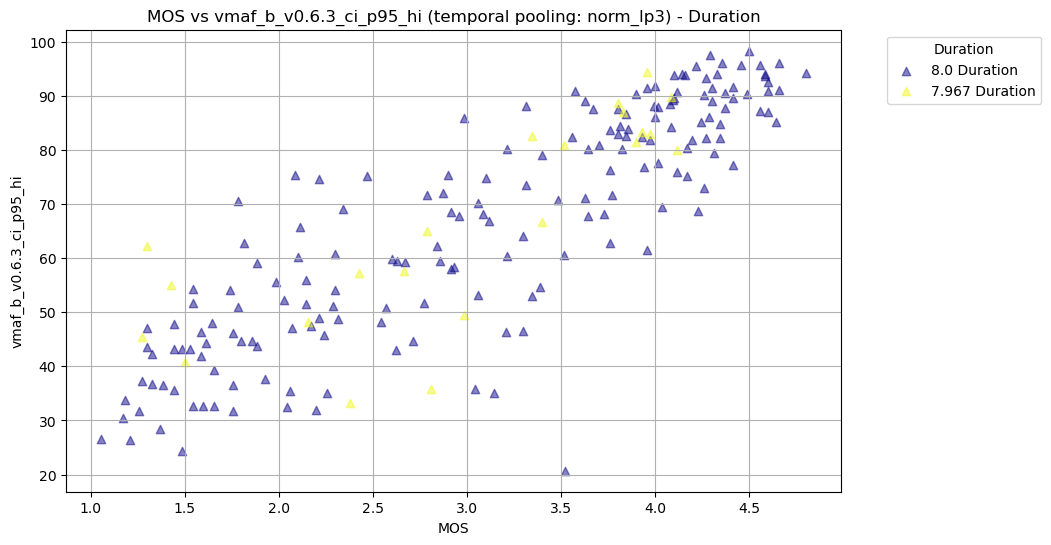 MOS vs vmaf_b_v0.6.3_ci_p95_hi (temporal pooling: norm_lp3) - Duration
vmaf_b_v0.6.3_ci_p95_hi
100
90
80
70
60
50
40
30
20
1.0 1.5 2.0 2.5 3.0 3.5 4.0 4.5
MOS
Duration
8.0 Duration
7.967 Duration